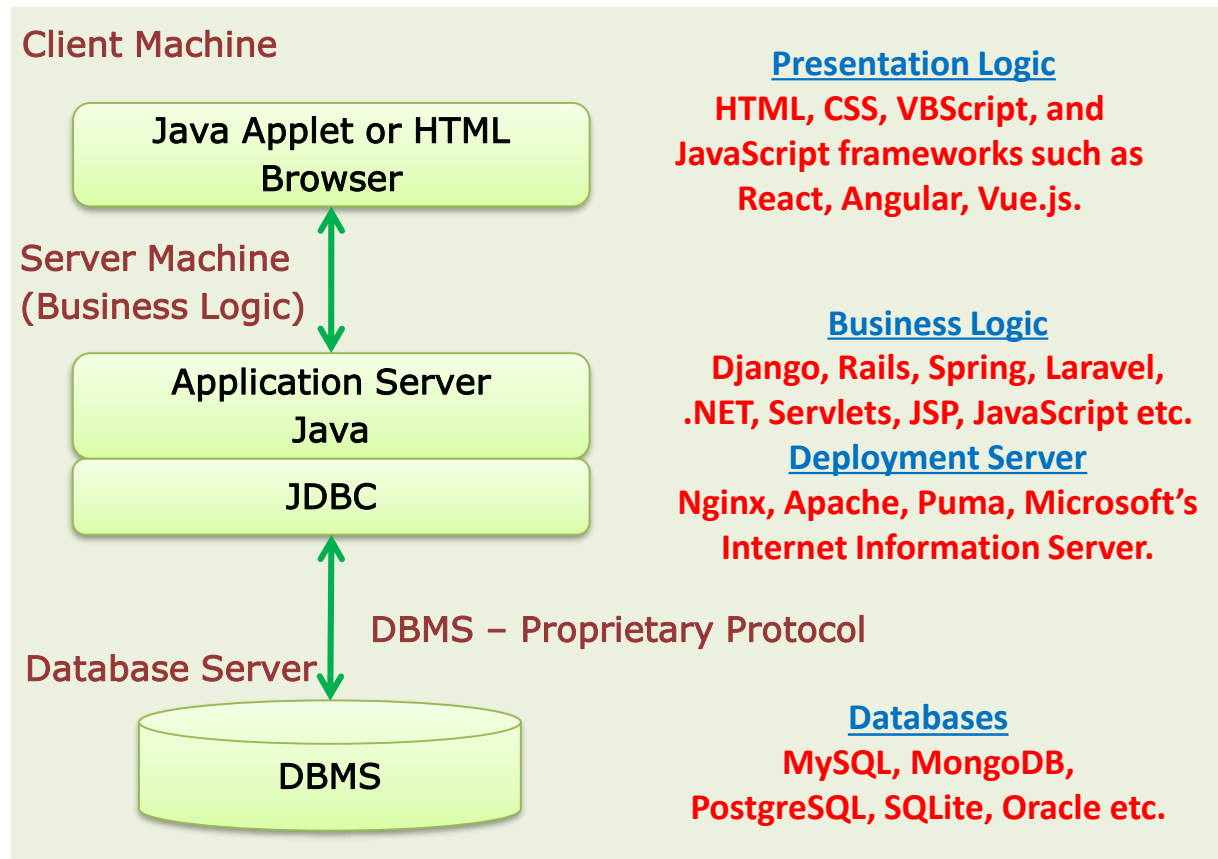 Client Machine
Java Applet or HTML
Browser
Server Machine
(Business Logic)
Application Server
Java
JDBC
DBMS – Proprietary Protocol
Database Server
DBMS
Presentation Logic
HTML, CSS, VBScript, and
JavaScript frameworks such as
React, Angular, Vue.js.
Business Logic
Django, Rails, Spring, Laravel,
.NET, Servlets, JSP, JavaScript etc.
Deployment Server
Nginx, Apache, Puma, Microsoft’s
Internet Information Server.
Databases
MySQL, MongoDB,
PostgreSQL, SQLite, Oracle etc.